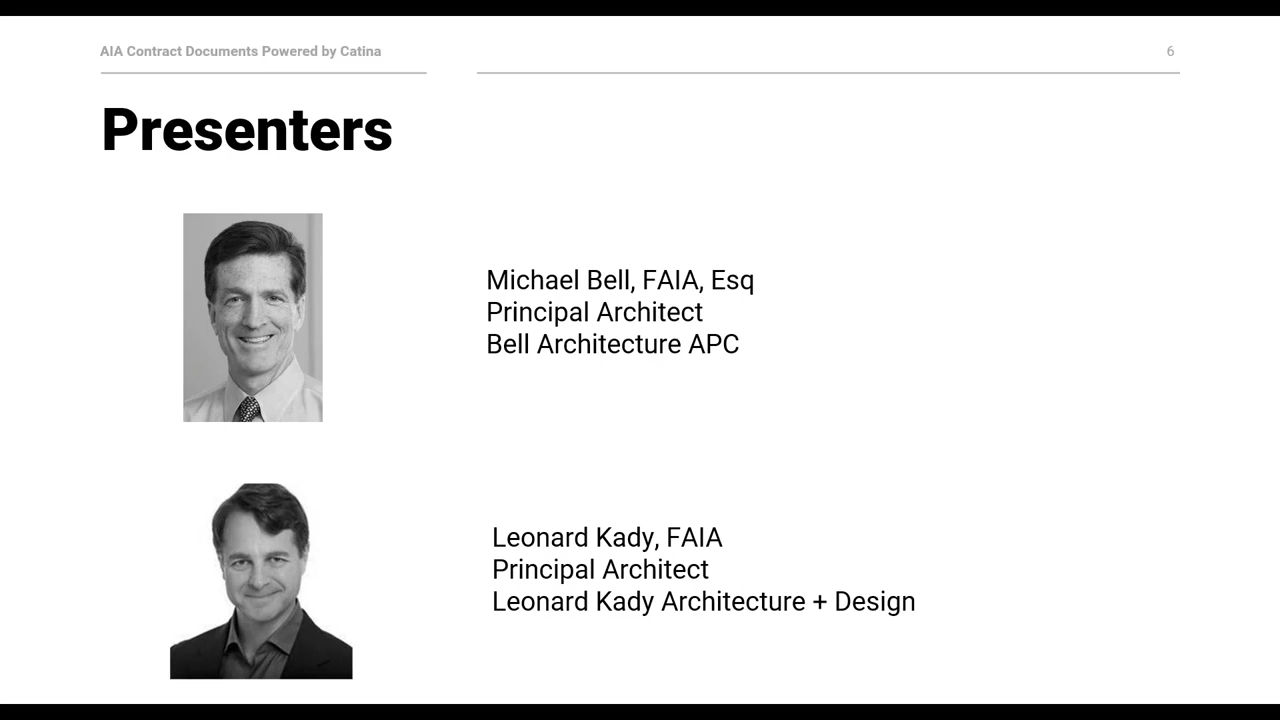 AIA Contract Documents Powered by Catina
6
Presenters
Michael Bell, FAIA, Esq
Principal Architect
Bell Architecture APC
Leonard Kady, FAIA
Principal Architect
Leonard Kady Architecture + Design